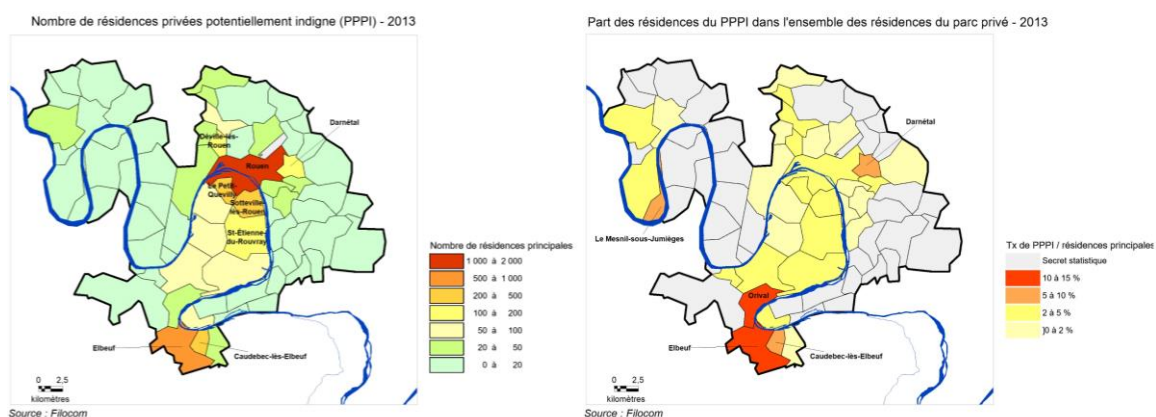 Nombre de résidences privées potentiellement indigne (PPPI) - 2013
Darnétal
Déville-lès-
Rouen
Rouen
Le Petit-
Quevilly
Sotteville-
lès-Rouen
St-Étienne-
du-Rouvray
Elbeuf
Caudebec-lès-Elbeuf
Nombre de résidences principales
1 000 à 2 000
500 à 1 000
200 à 500
100 à 200
50 à 100
20 à 50
0 à 20
0 2,5
kilomètres
Source : Filocom
Part des résidences du PPPI dans l'ensemble des résidences du parc privé - 2013
Darnétal
Le Mesnil-sous-Jumièges
Orival
Elbeuf
Caudebec-lès-Elbeuf
Tx de PPPI / résidences principales
Secret statistique
10 à 15 %
5 à 10 %
2 à 5 %
]0 à 2 %
0 2,5
kilomètres
Source : Filocom